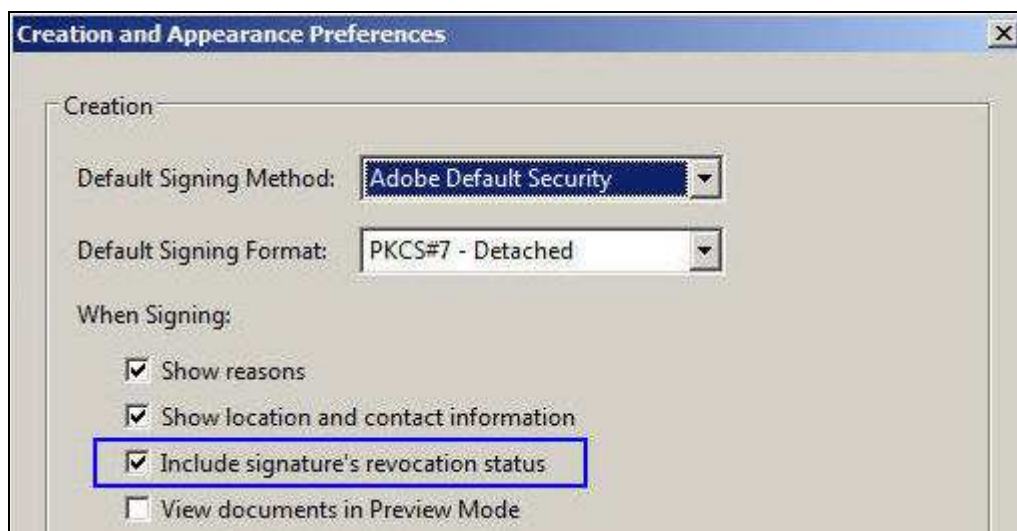 Creation and Appearance Preferences
Creation
Default Signing Method: Adobe Default Security
Default Signing Format: PKCS#7 - Detached
When Signing:
Show reasons
Show location and contact information
Include signature's revocation status
View documents in Preview Mode